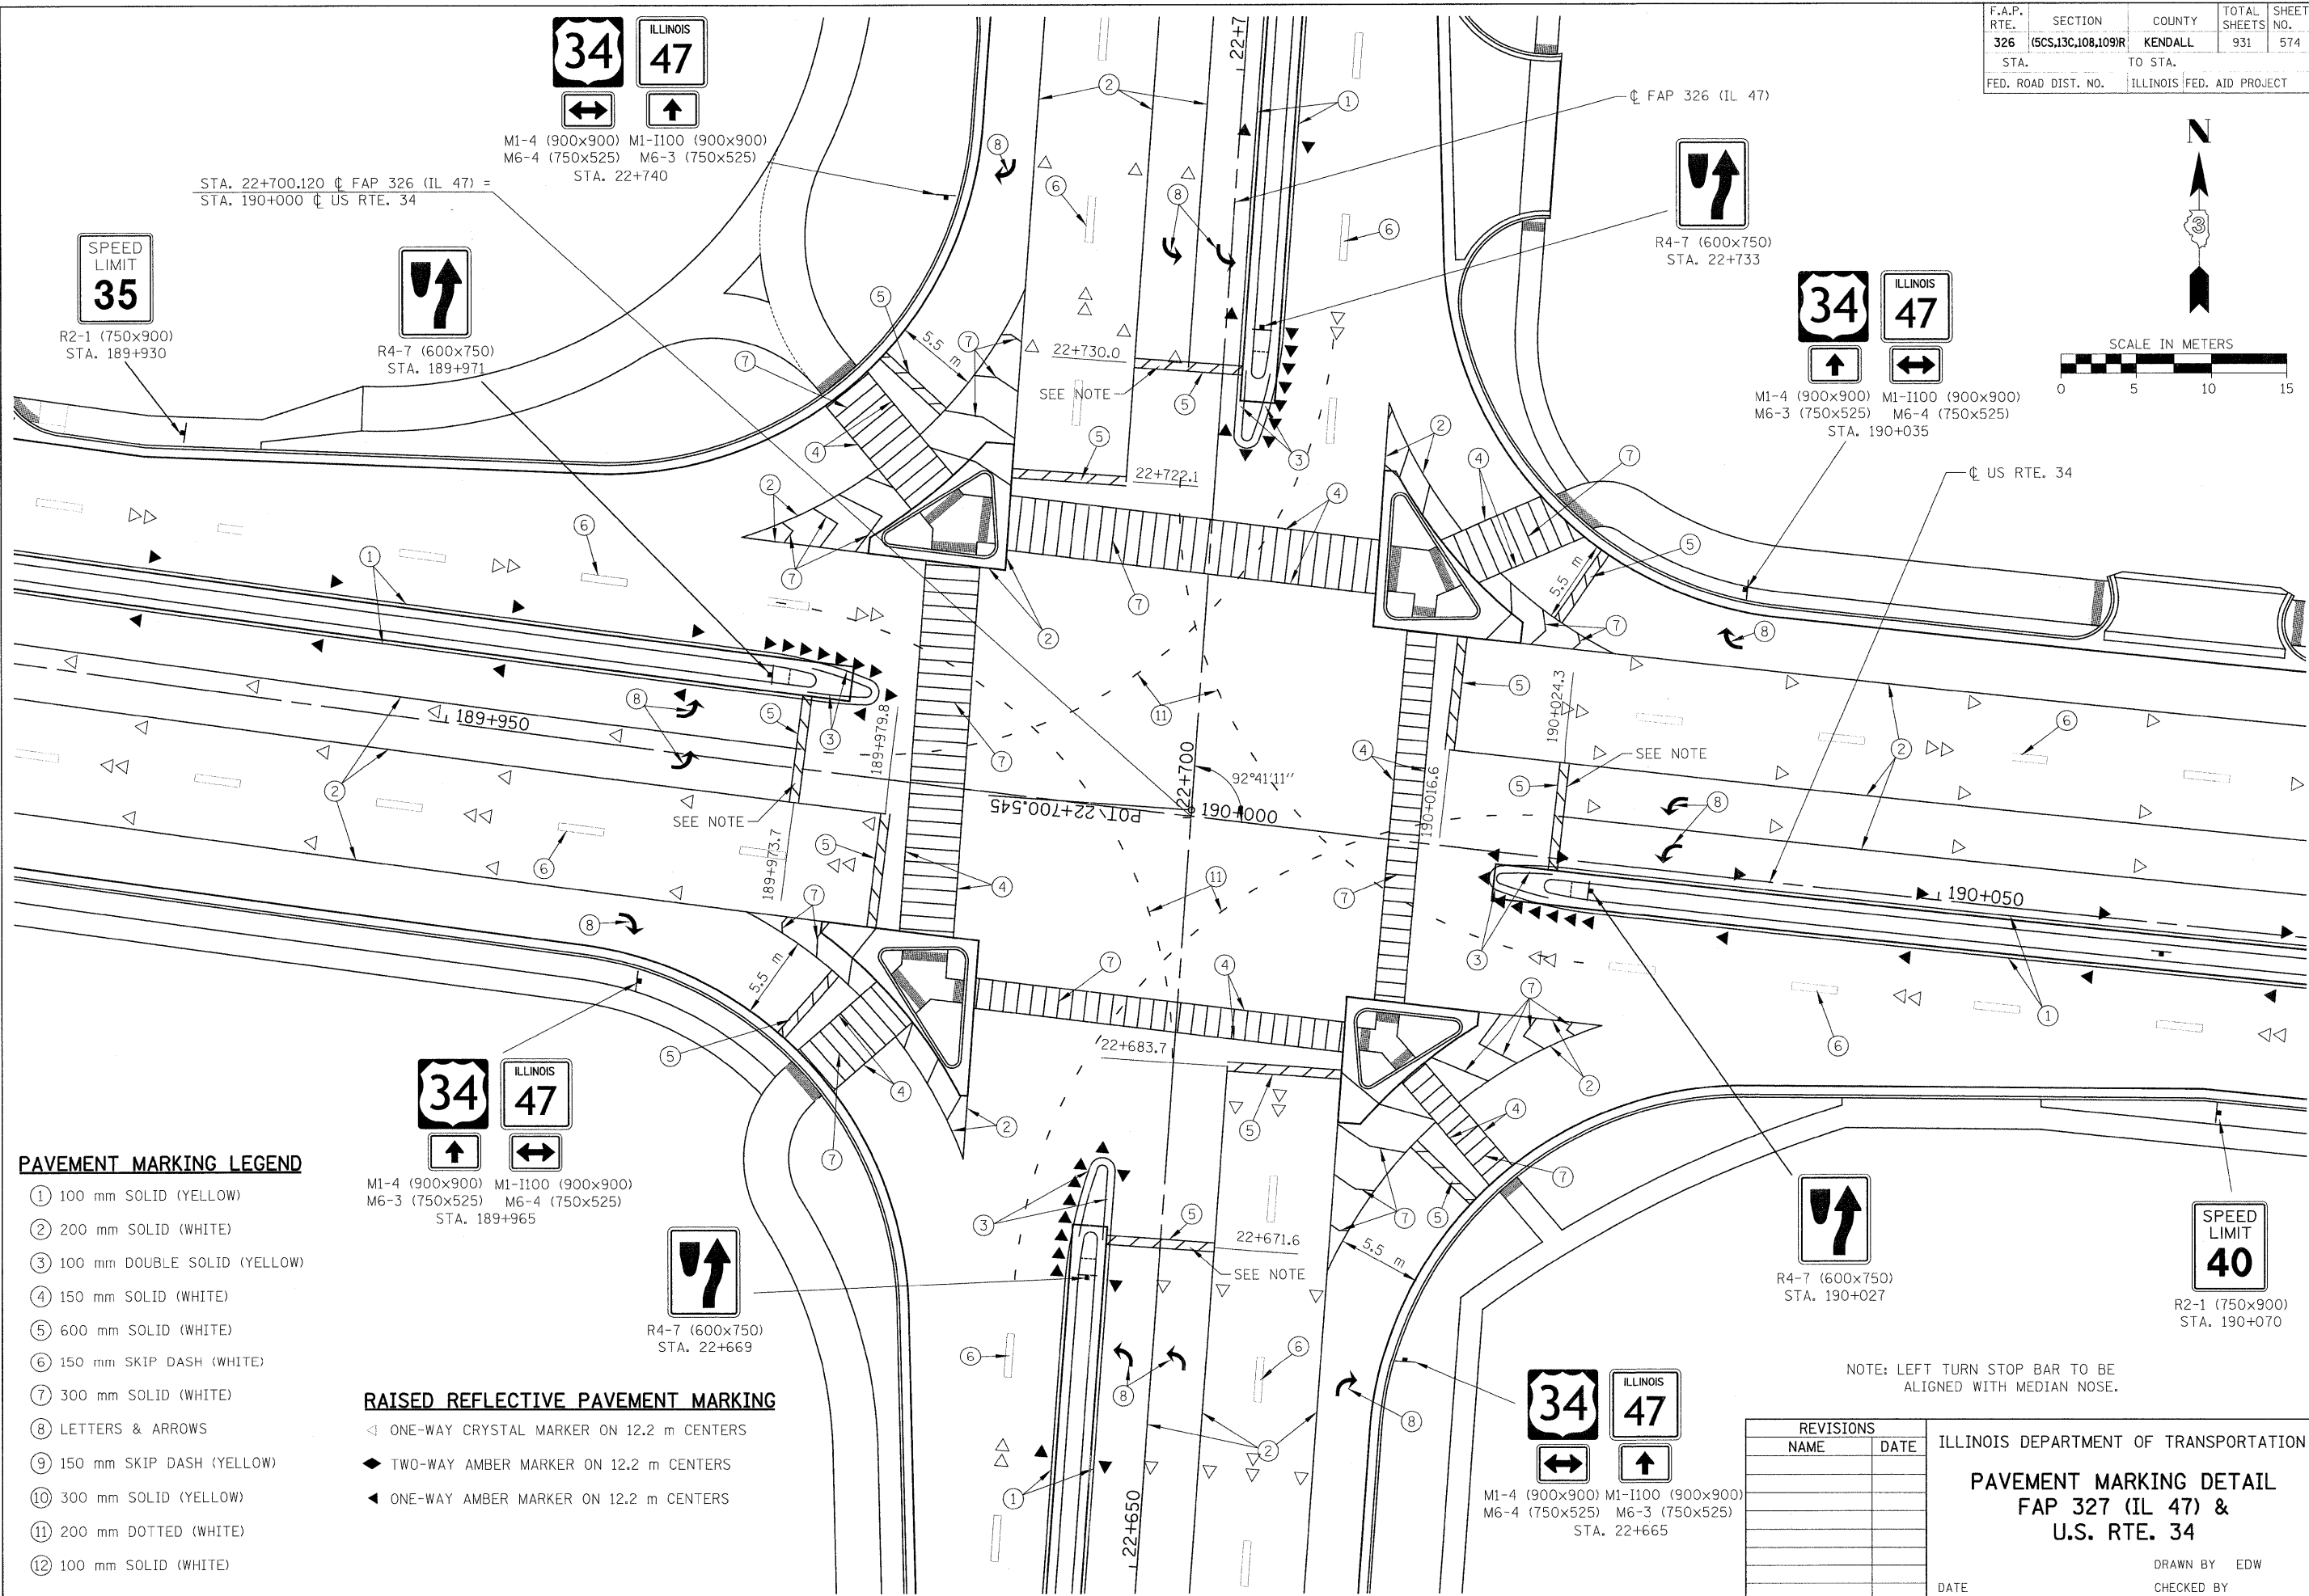 F.A.P. RTE. SECTION COUNTY TOTAL SHEETS SHEET NO.
326 (5CS,13C,108,109)R KENDALL 931 574
STA. TO STA.
FED. ROAD DIST. NO. ILLINOIS FED. AID PROJECT
34 ILLINOIS 47
M1-4 (900x900) M1-I100 (900x900)
M6-4 (750x525) M6-3 (750x525)
STA. 22+740
STA. 22+700.120 ℄ FAP 326 (IL 47) =
STA. 190+000 ℄ US RTE. 34
SPEED LIMIT 35
R2-1 (750x900)
STA. 189+930
R4-7 (600x750)
STA. 189+971
℄ FAP 326 (IL 47)
R4-7 (600x750)
STA. 22+733
N
3
SCALE IN METERS
0 5 10 15
34 ILLINOIS 47
M1-4 (900x900) M1-I100 (900x900)
M6-3 (750x525) M6-4 (750x525)
STA. 190+035
℄ US RTE. 34
22+7
5.5 m
22+730.0
SEE NOTE
22+722.1
5.5 m
189+950
189+979.8
189+973.7
SEE NOTE
POT 22+700.545
22+700
92°41'11''
190+000
190+016.6
190+024.3
SEE NOTE
190+050
5.5 m
22+683.7
22+671.6
SEE NOTE
5.5 m
22+650
34 ILLINOIS 47
M1-4 (900x900) M1-I100 (900x900)
M6-3 (750x525) M6-4 (750x525)
STA. 189+965
R4-7 (600x750)
STA. 22+669
R4-7 (600x750)
STA. 190+027
SPEED LIMIT 40
R2-1 (750x900)
STA. 190+070
34 ILLINOIS 47
M1-4 (900x900) M1-I100 (900x900)
M6-4 (750x525) M6-3 (750x525)
STA. 22+665
PAVEMENT MARKING LEGEND
1 100 mm SOLID (YELLOW)
2 200 mm SOLID (WHITE)
3 100 mm DOUBLE SOLID (YELLOW)
4 150 mm SOLID (WHITE)
5 600 mm SOLID (WHITE)
6 150 mm SKIP DASH (WHITE)
7 300 mm SOLID (WHITE)
8 LETTERS & ARROWS
9 150 mm SKIP DASH (YELLOW)
10 300 mm SOLID (YELLOW)
11 200 mm DOTTED (WHITE)
12 100 mm SOLID (WHITE)
RAISED REFLECTIVE PAVEMENT MARKING
ONE-WAY CRYSTAL MARKER ON 12.2 m CENTERS
TWO-WAY AMBER MARKER ON 12.2 m CENTERS
ONE-WAY AMBER MARKER ON 12.2 m CENTERS
NOTE: LEFT TURN STOP BAR TO BE
ALIGNED WITH MEDIAN NOSE.
REVISIONS
NAME DATE
ILLINOIS DEPARTMENT OF TRANSPORTATION
PAVEMENT MARKING DETAIL
FAP 327 (IL 47) &
U.S. RTE. 34
DRAWN BY EDW
DATE CHECKED BY